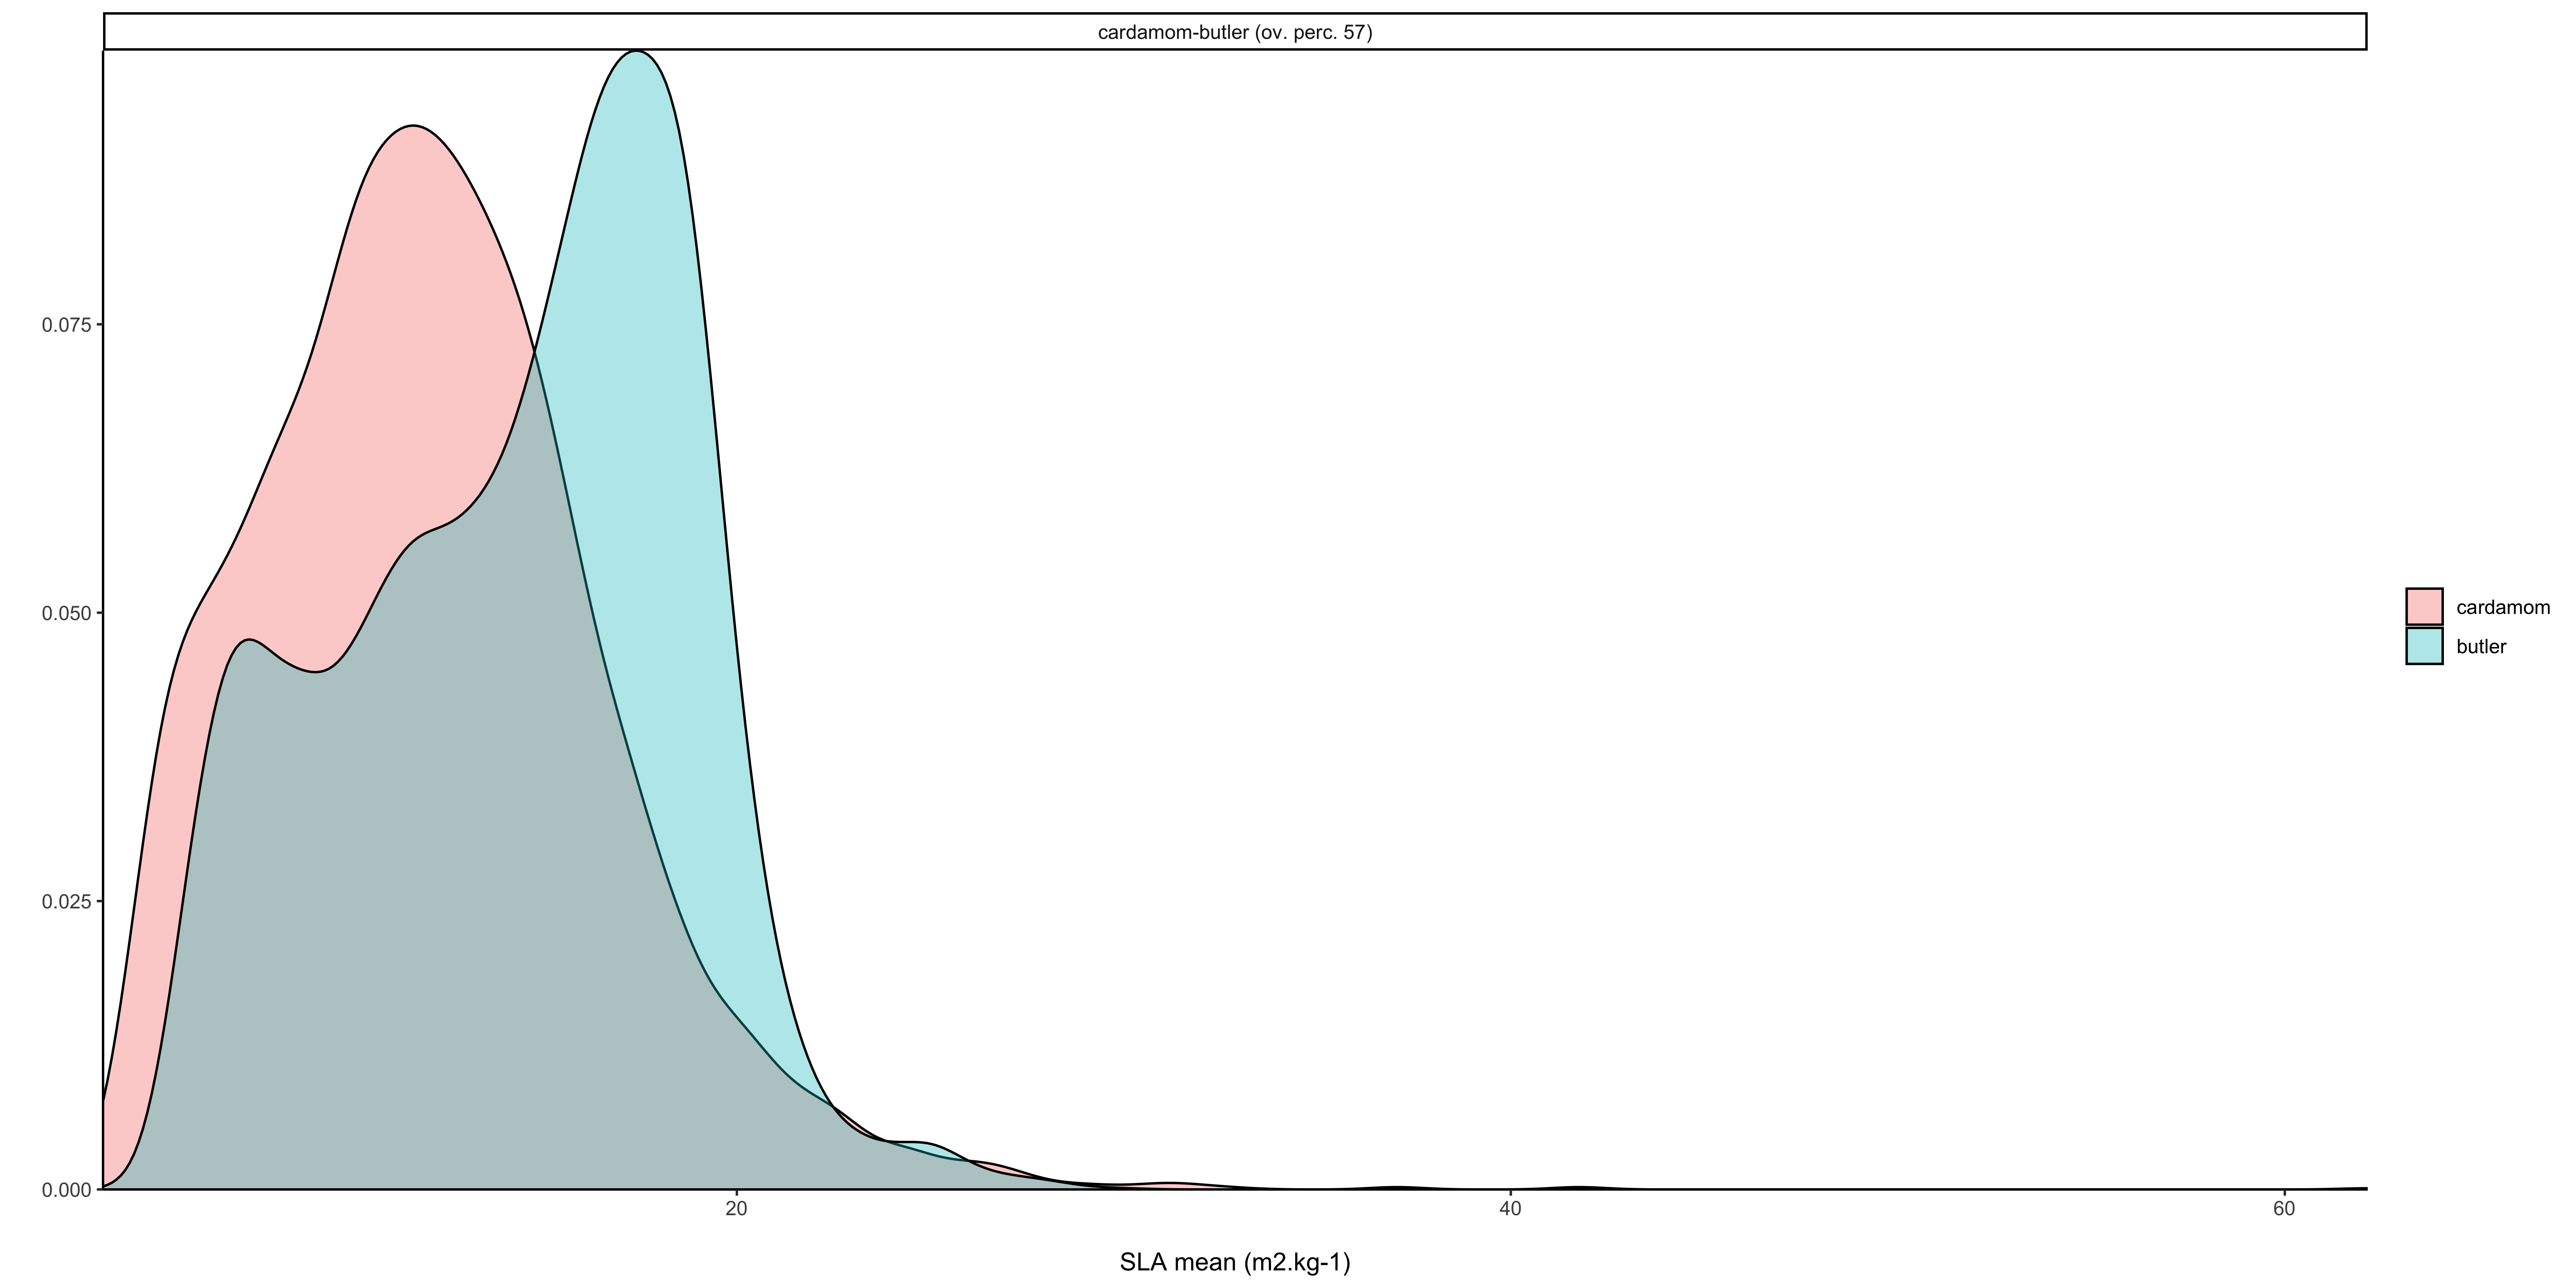 cardamom-butler (ov. perc. 57)
0.075
0.050
0.025
0.000
20
40
60
SLA mean (m2.kg-1)
cardamom
butler